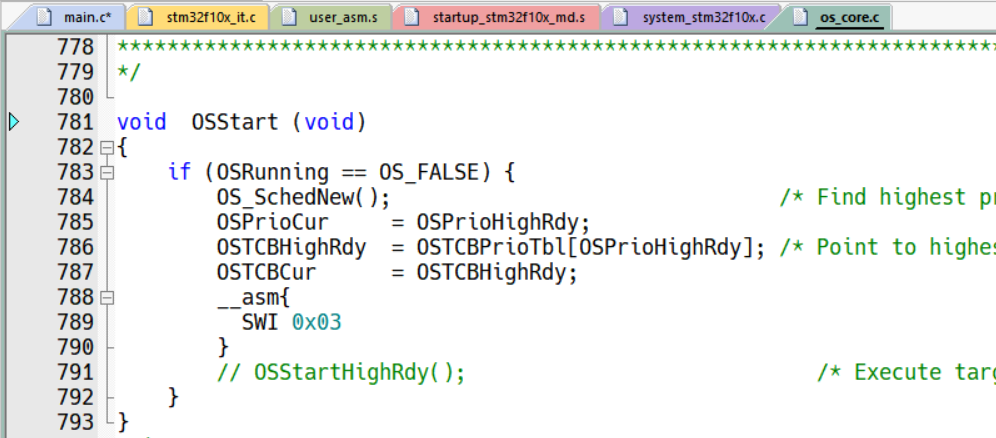 main.c* stm32f10x_it.c user_asm.s startup_stm32f10x_md.s system_stm32f10x.c os_core.c
778 ******************************************************************************
779 */
780
781 void OSStart (void)
782 {
783 if (OSRunning == OS_FALSE) {
784 OS_SchedNew(); /* Find highest pr
785 OSPrioCur = OSPrioHighRdy;
786 OSTCBHighRdy = OSTCBPrioTbl[OSPrioHighRdy]; /* Point to highes
787 OSTCBCur = OSTCBHighRdy;
788 __asm{
789 SWI 0x03
790 }
791 // OSStartHighRdy(); /* Execute targ
792 }
793 }